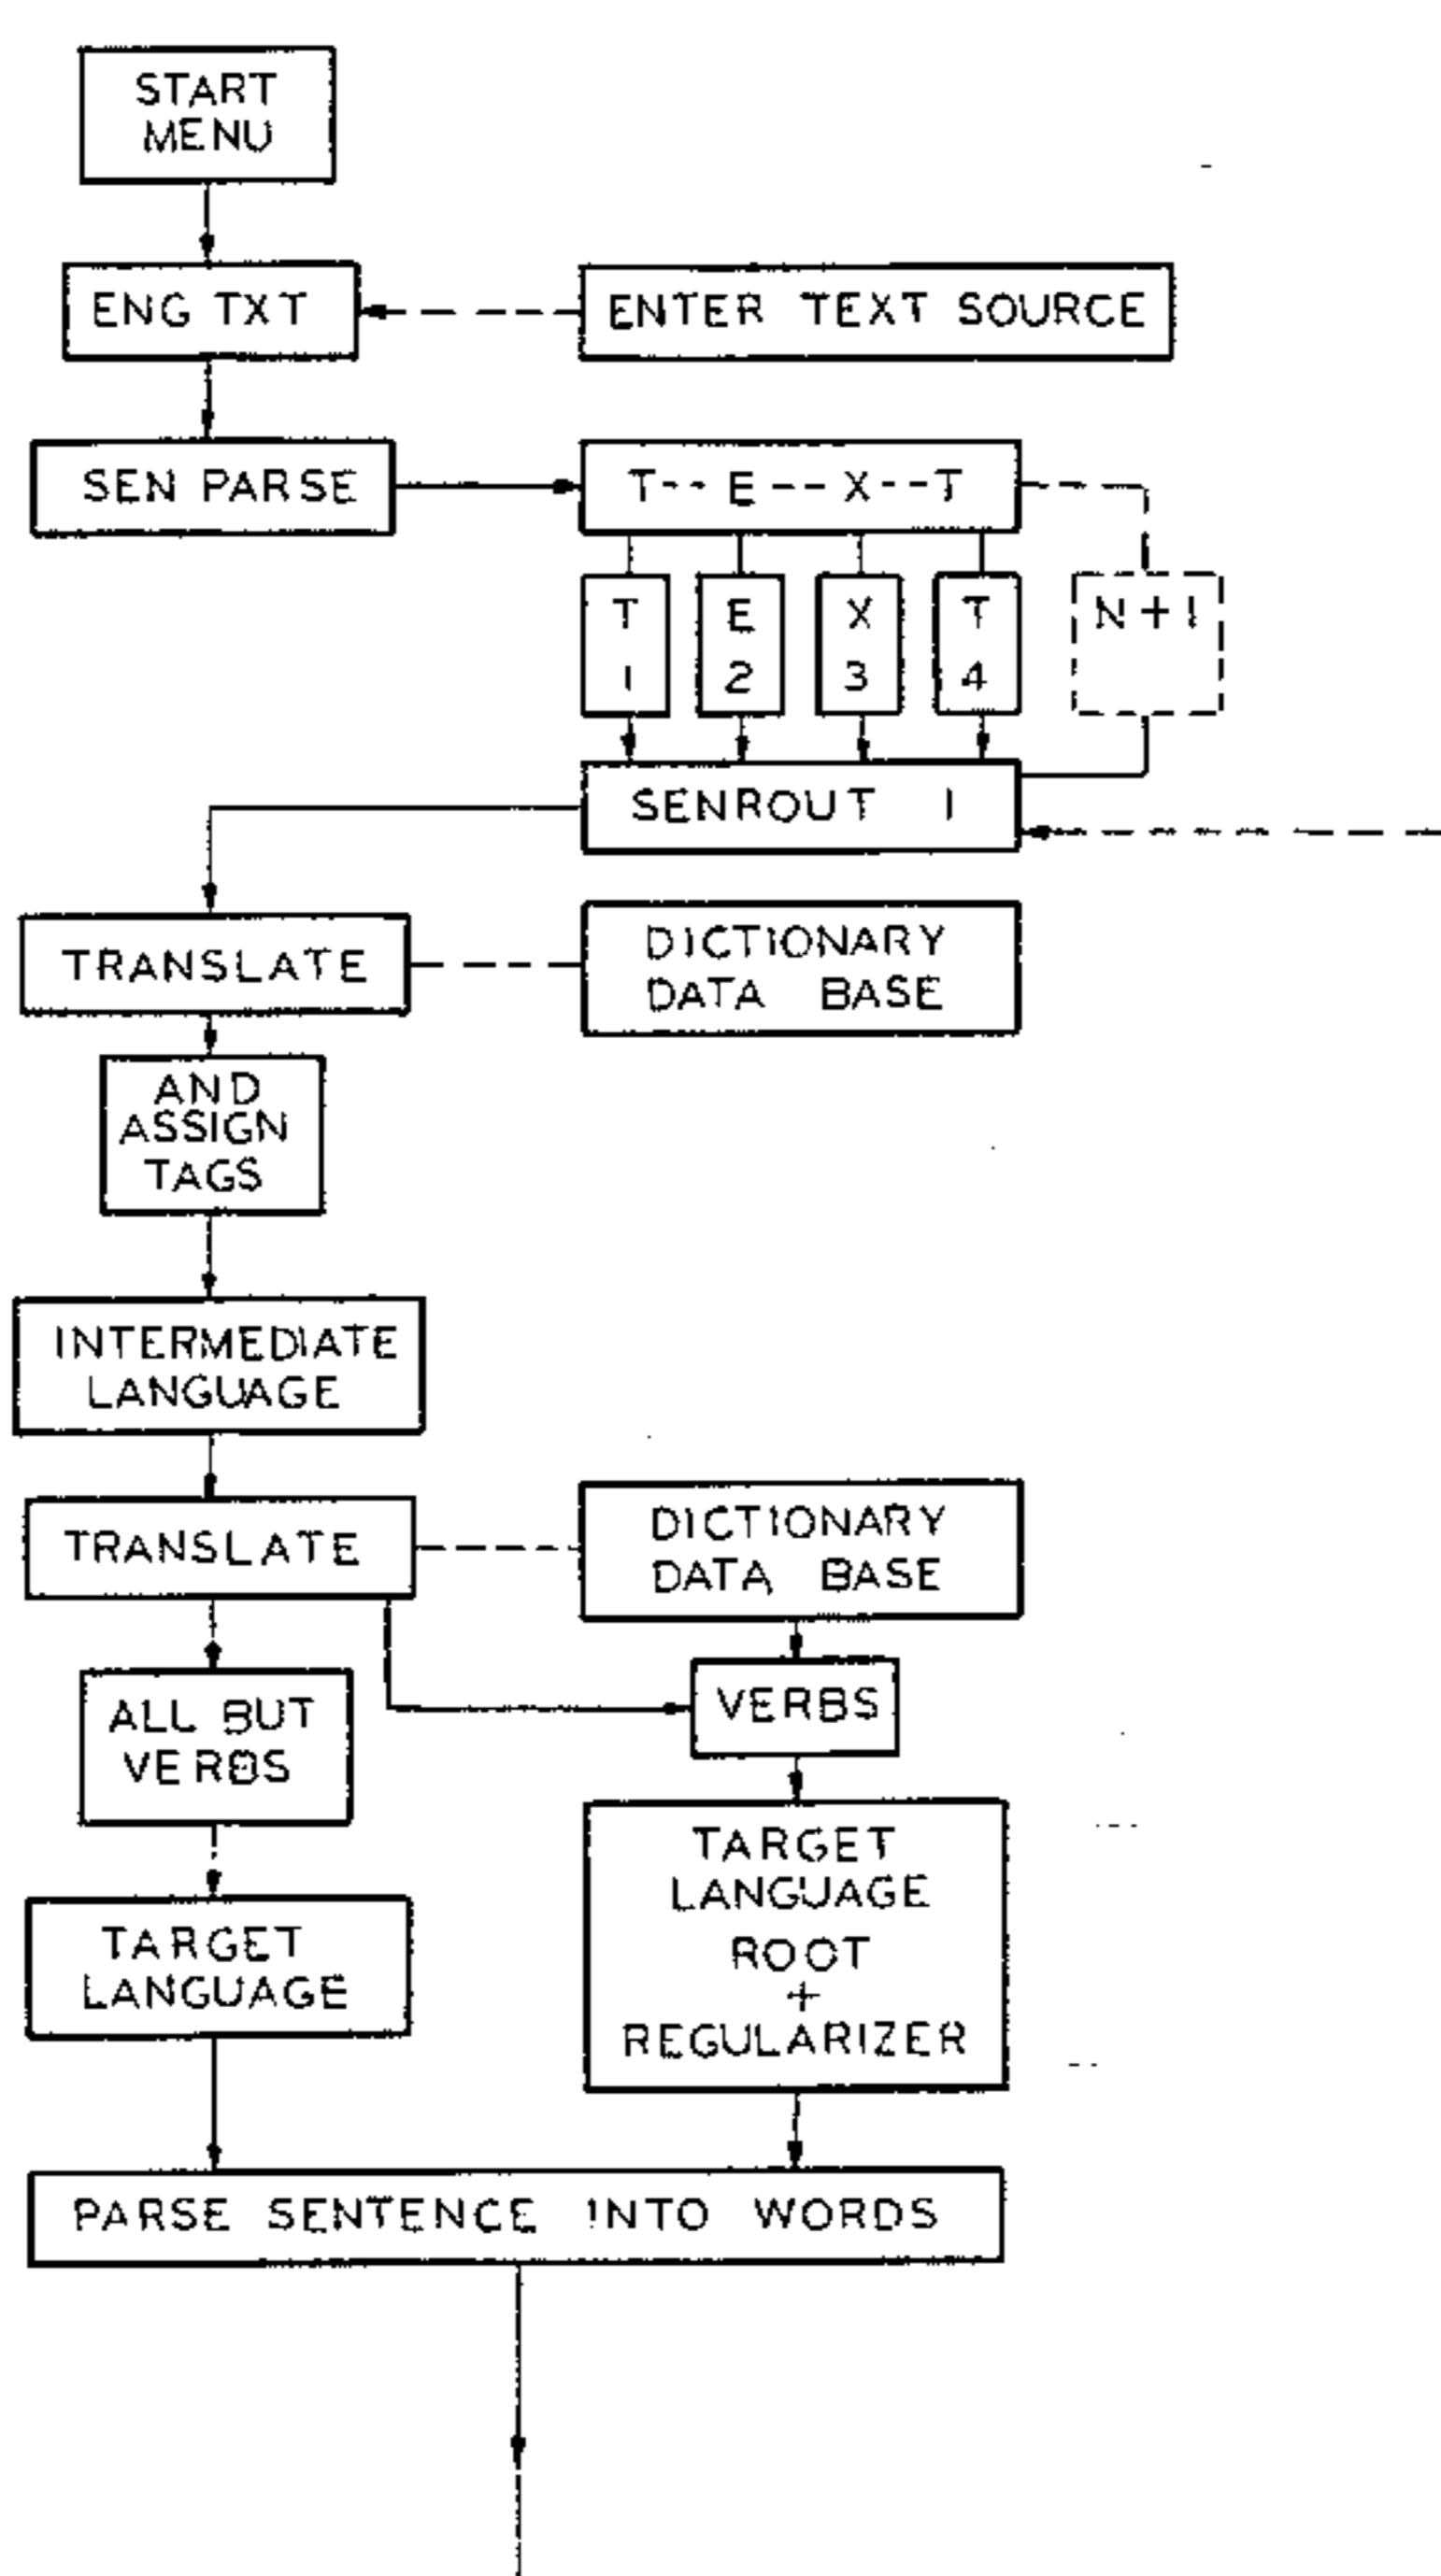 START
MENU
ENG TXT
ENTER TEXT SOURCE
SEN PARSE
T--E---X--T
T
1
E
2
X
3
T
4
N+1
SENROUT 1
TRANSLATE
DICTIONARY
DATA BASE
AND
ASSIGN
TAGS
INTERMEDIATE
LANGUAGE
TRANSLATE
DICTIONARY
DATA BASE
ALL BUT
VERBS
VERBS
TARGET
LANGUAGE
TARGET
LANGUAGE
ROOT
+
REGULARIZER
PARSE SENTENCE INTO WORDS